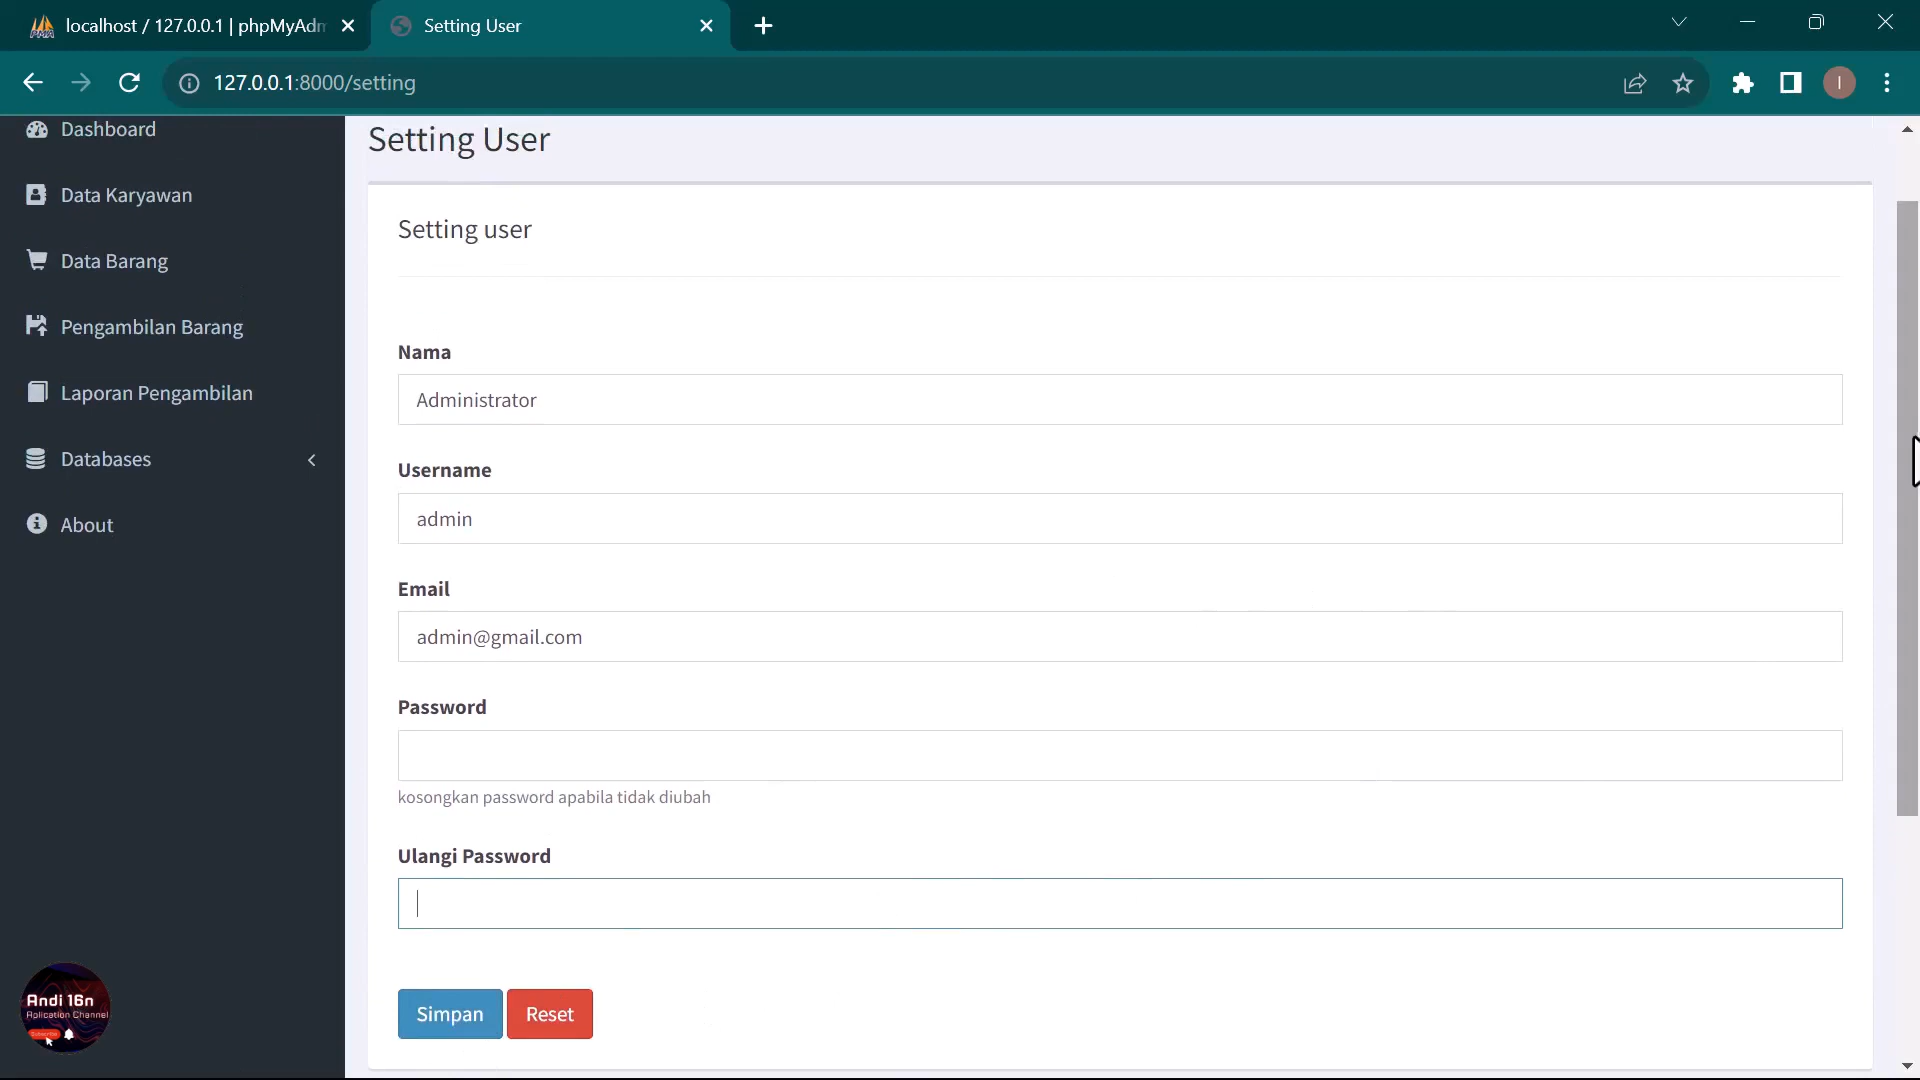 localhost / 127.0.0.1 | phpMyAdm
Setting User
127.0.0.1:8000/setting
I
Dashboard
Data Karyawan
Data Barang
Pengambilan Barang
Laporan Pengambilan
Databases
About
Setting User
Setting user
Nama
Administrator
Username
admin
Email
admin@gmail.com
Password
kosongkan password apabila tidak diubah
Ulangi Password
Simpan
Reset
Andi 16n
Aplication Channel
Subscribe